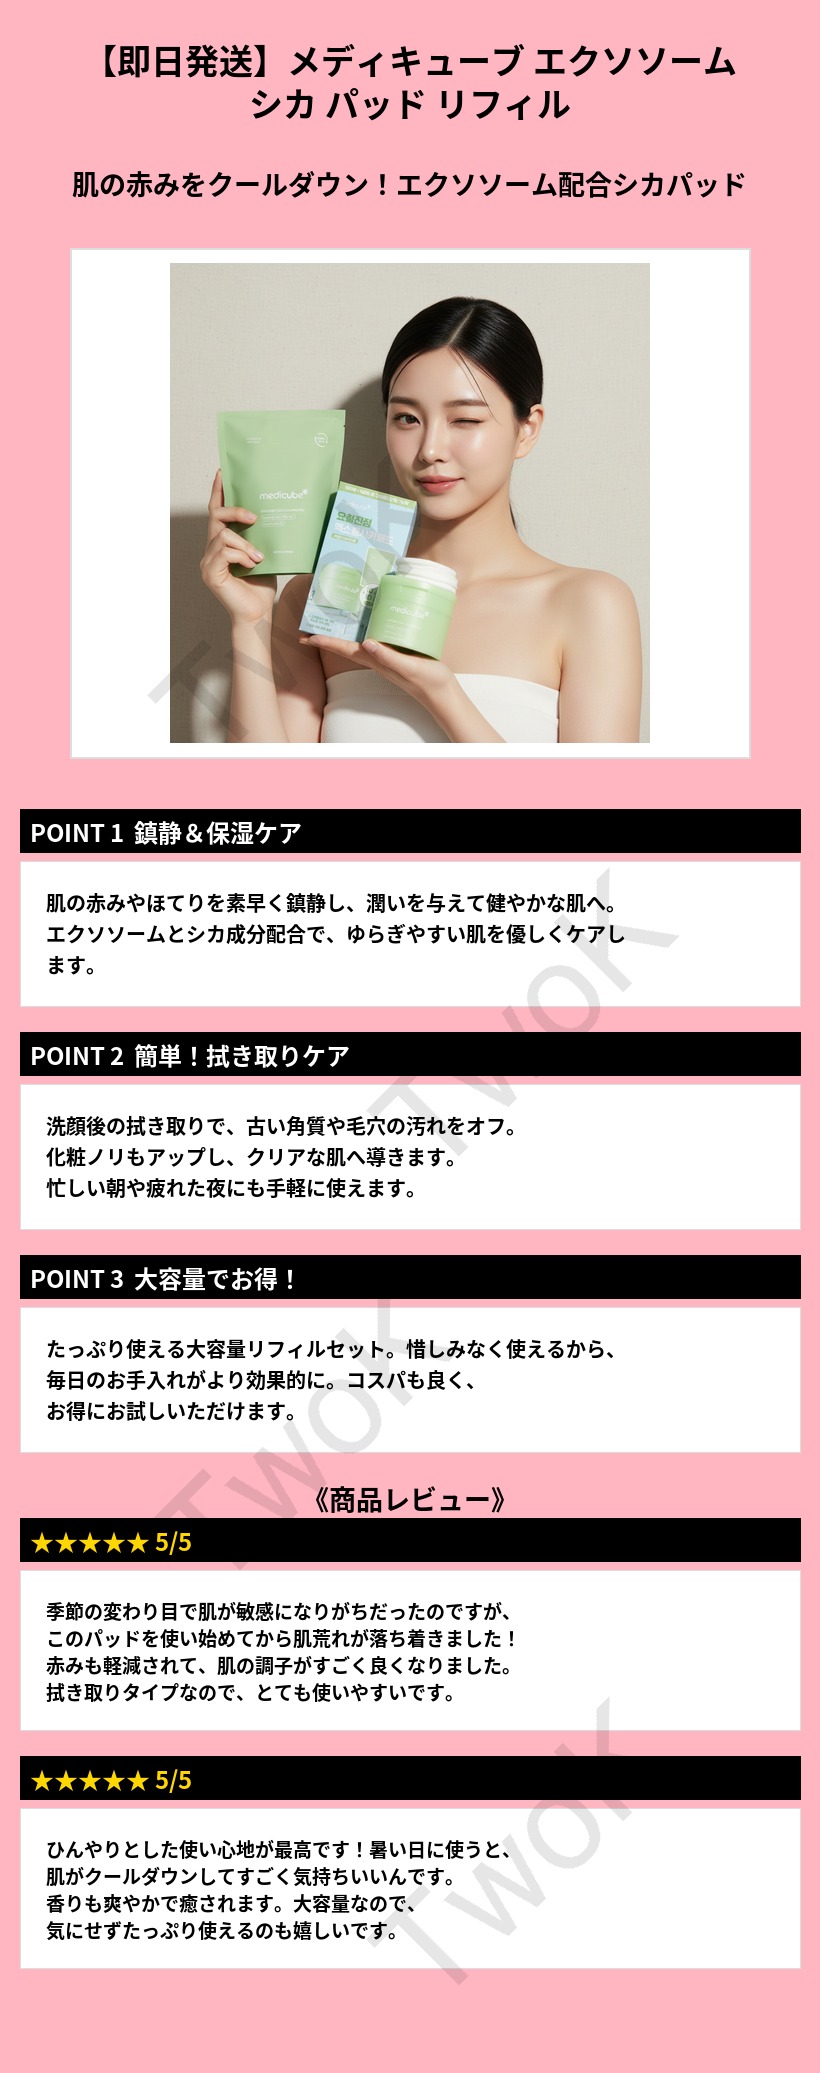 【即日発送】メディキューブ エクソソーム
シカ パッド リフィル
肌の赤みをクールダウン！エクソソーム配合シカパッド
medicube
요철진정
medicube
POINT 1 鎮静＆保湿ケア
肌の赤みやほてりを素早く鎮静し、潤いを与えて健やかな肌へ。
エクソソームとシカ成分配合で、ゆらぎやすい肌を優しくケアし
ます。
POINT 2 簡単！拭き取りケア
洗顔後の拭き取りで、古い角質や毛穴の汚れをオフ。
化粧ノリもアップし、クリアな肌へ導きます。
忙しい朝や疲れた夜にも手軽に使えます。
POINT 3 大容量でお得！
たっぷり使える大容量リフィルセット。惜しみなく使えるから、
毎日のお手入れがより効果的に。コスパも良く、
お得にお試しいただけます。
《商品レビュー》
★★★★★ 5/5
季節の変わり目で肌が敏感になりがちだったのですが、
このパッドを使い始めてから肌荒れが落ち着きました！
赤みも軽減されて、肌の調子がすごく良くなりました。
拭き取りタイプなので、とても使いやすいです。
★★★★★ 5/5
ひんやりとした使い心地が最高です！暑い日に使うと、
肌がクールダウンしてすごく気持ちいいんです。
香りも爽やかで癒されます。大容量なので、
気にせずたっぷり使えるのも嬉しいです。
TwoK
TwoK
TwoK
TwoK